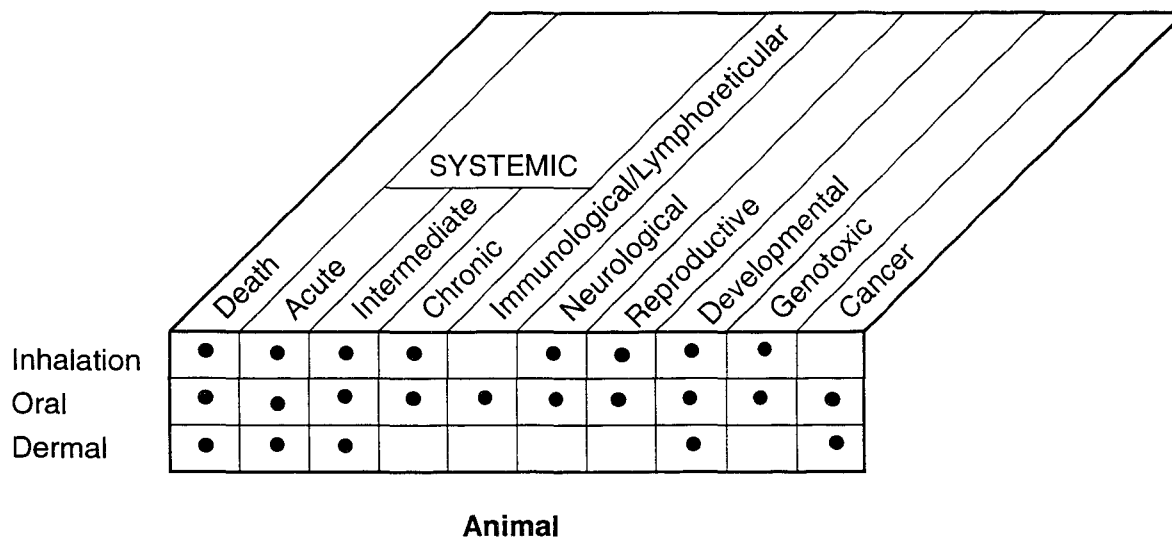 SYSTEMIC
Death
Acute
Intermediate
Chronic
Immunological/Lymphoreticular
Neurological
Reproductive
Developmental
Genotoxic
Cancer
Inhalation
Oral
Dermal
Animal